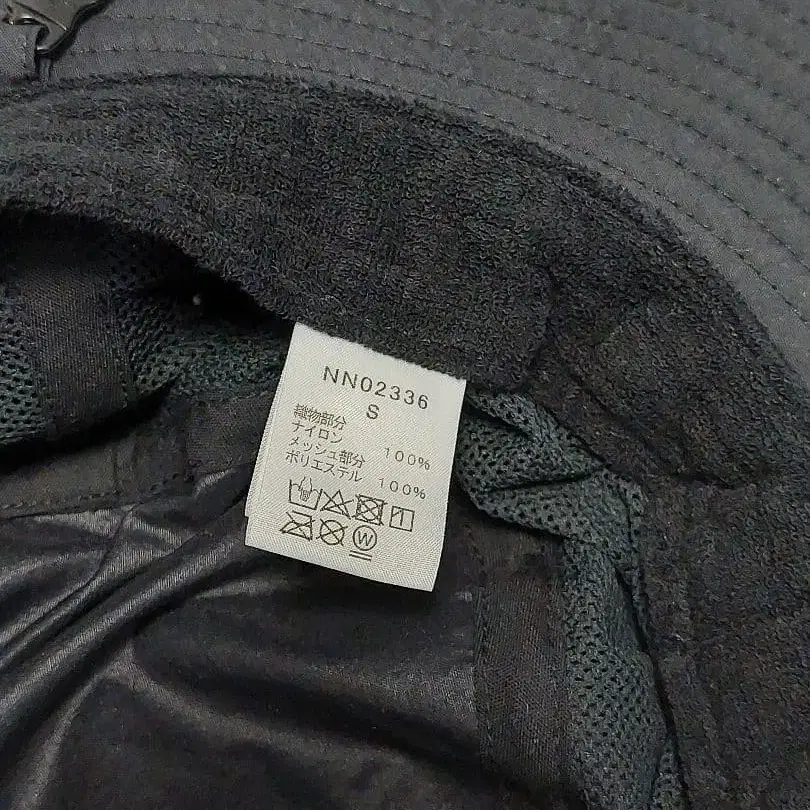 NN02336
S
織物部分
ナイロン 100%
メッシュ部分
ポリエステル 100%
W